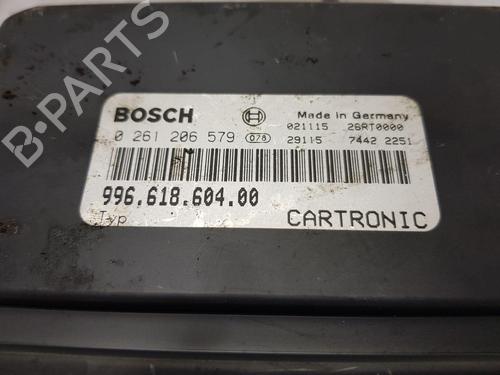 BOSCH
Made in Germany
0 261 206 579 078
021115 26RT0000
29115 7442 2251
996.618.604.00
Typ
CARTRONIC
B-PARTS